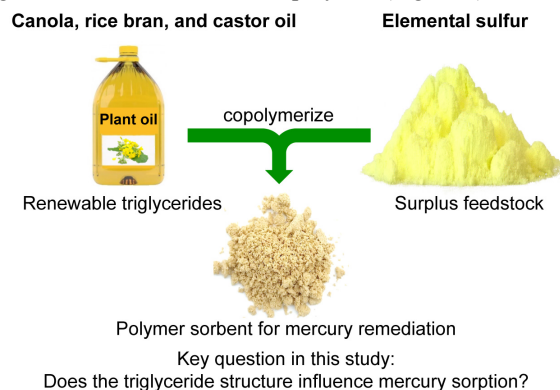 Canola, rice bran, and castor oil
Elemental sulfur
Plant oil
copolymerize
Renewable triglycerides
Surplus feedstock
Polymer sorbent for mercury remediation
Key question in this study:
Does the triglyceride structure influence mercury sorption?